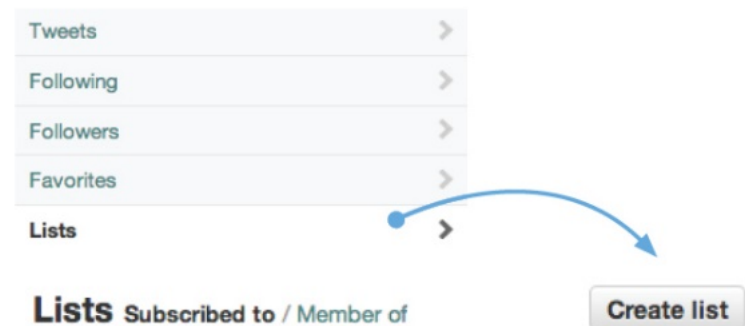 Tweets
Following
Followers
Favorites
Lists
Lists Subscribed to / Member of
Create list